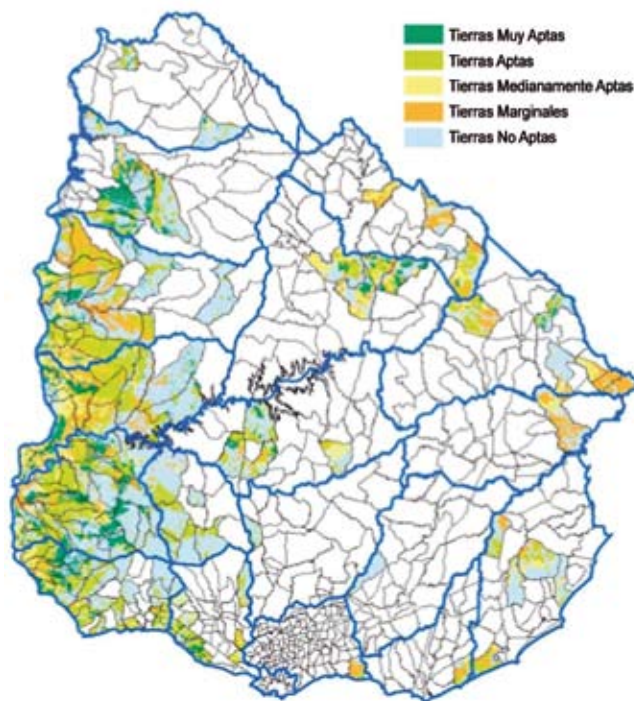 Tierras Muy Aptas
Tierras Aptas
Tierras Medianamente Aptas
Tierras Marginales
Tierras No Aptas